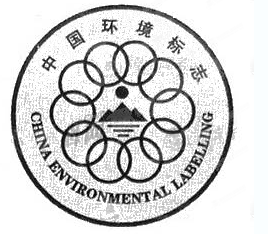 中国环境标志
CHINA ENVIRONMENTAL LABELLING